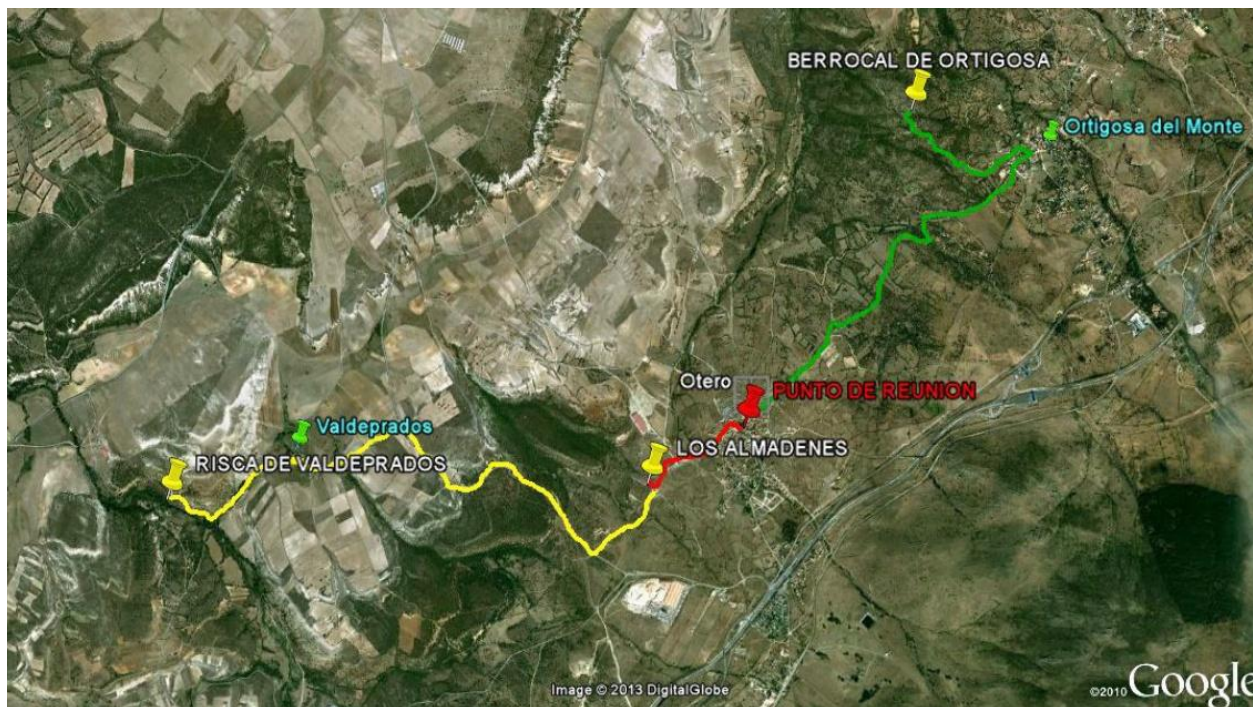 BERROCAL DE ORTIGOSA
Ortigosa del Monte
Otero
PUNTO DE REUNION
Valdeprados
LOS ALMADENES
RISCA DE VALDEPRADOS
Image © 2013 DigitalGlobe
©2010 Google